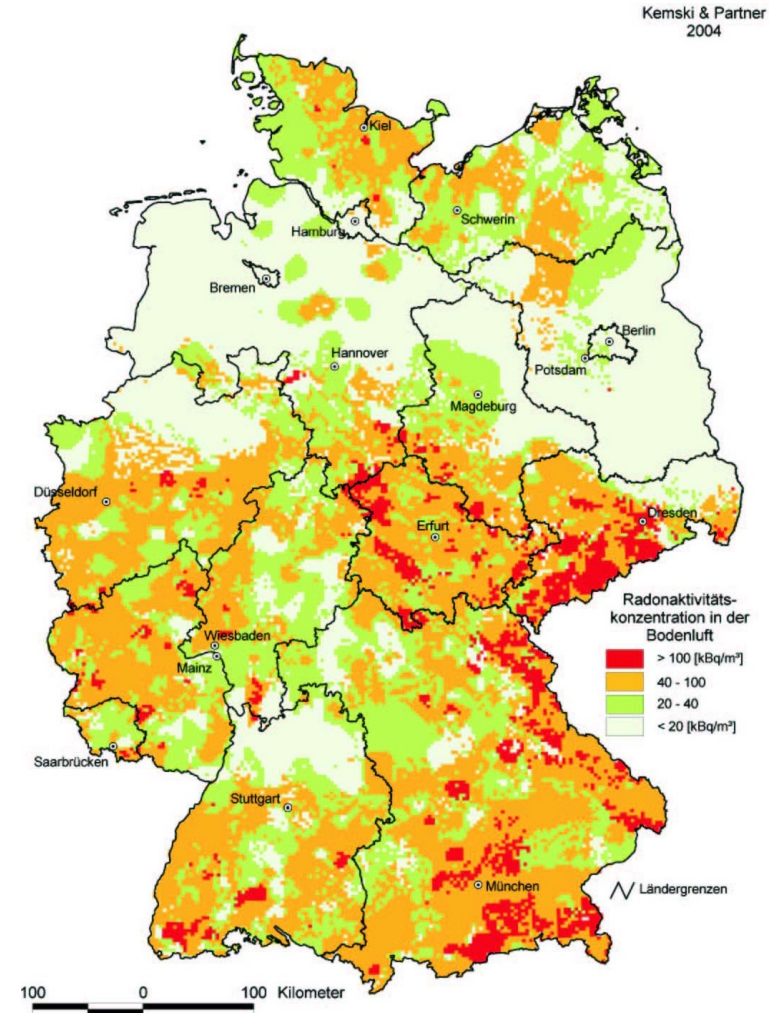 Kemski & Partner
2004
Kiel
Schwerin
Hamburg
Bremen
Berlin
Hannover
Potsdam
Magdeburg
Düsseldorf
Dresden
Erfurt
Radonaktivitäts-
konzentration in der
Bodenluft
> 100 [kBq/m³]
40 - 100
20 - 40
< 20 [kBq/m³]
Wiesbaden
Mainz
Saarbrücken
Stuttgart
München
Ländergrenzen
100 0 100 Kilometer